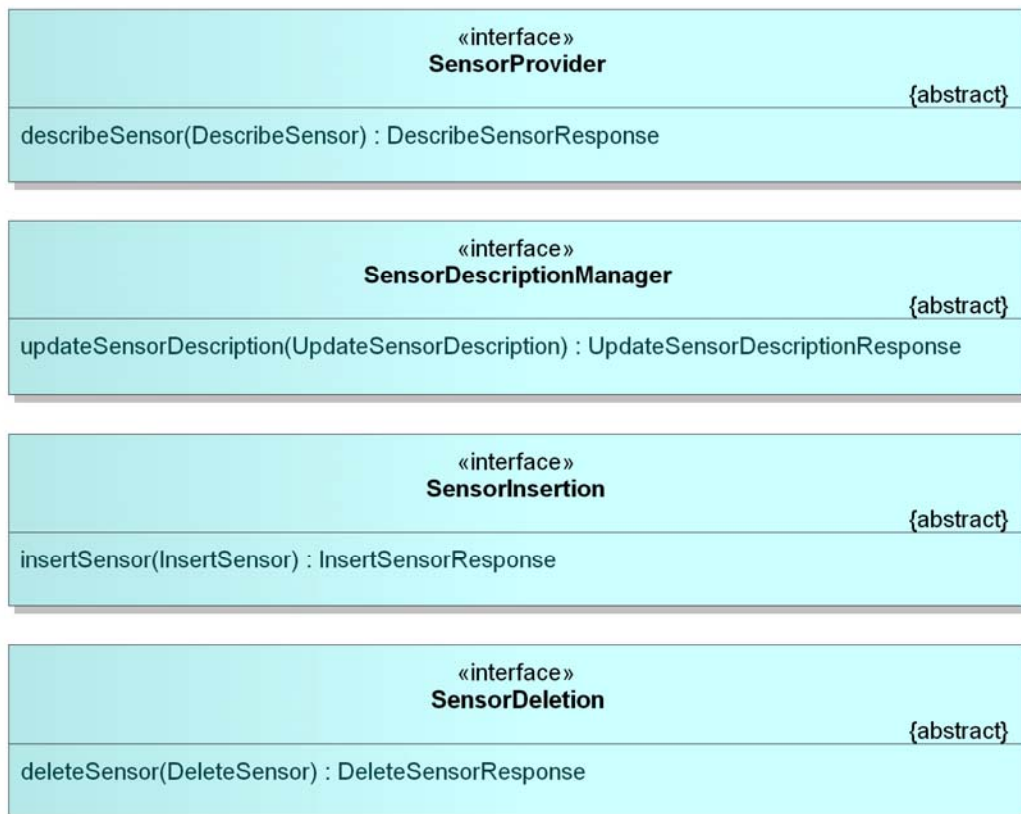 «interface»
SensorProvider
{abstract}
describeSensor(DescribeSensor) : DescribeSensorResponse
«interface»
SensorDescriptionManager
{abstract}
updateSensorDescription(UpdateSensorDescription) : UpdateSensorDescriptionResponse
«interface»
SensorInsertion
{abstract}
insertSensor(InsertSensor) : InsertSensorResponse
«interface»
SensorDeletion
{abstract}
deleteSensor(DeleteSensor) : DeleteSensorResponse